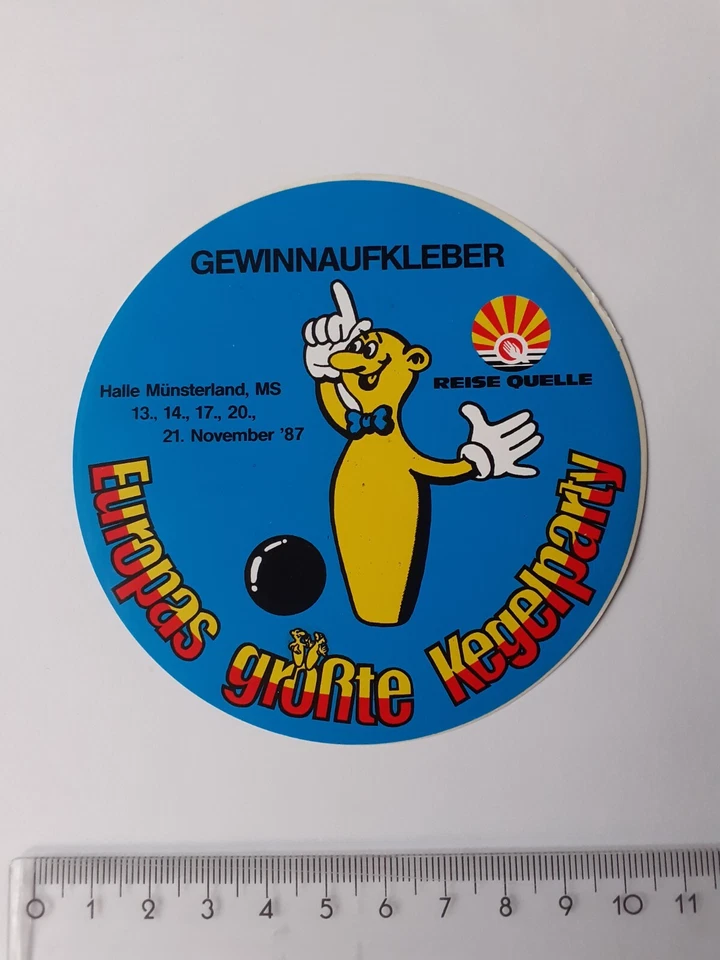 GEWINNAUFKLEBER
REISE QUELLE
Halle Münsterland, MS
13., 14., 17., 20.,
21. November '87
Europas größte Kegelparty
0 1 2 3 4 5 6 7 8 9 10 11